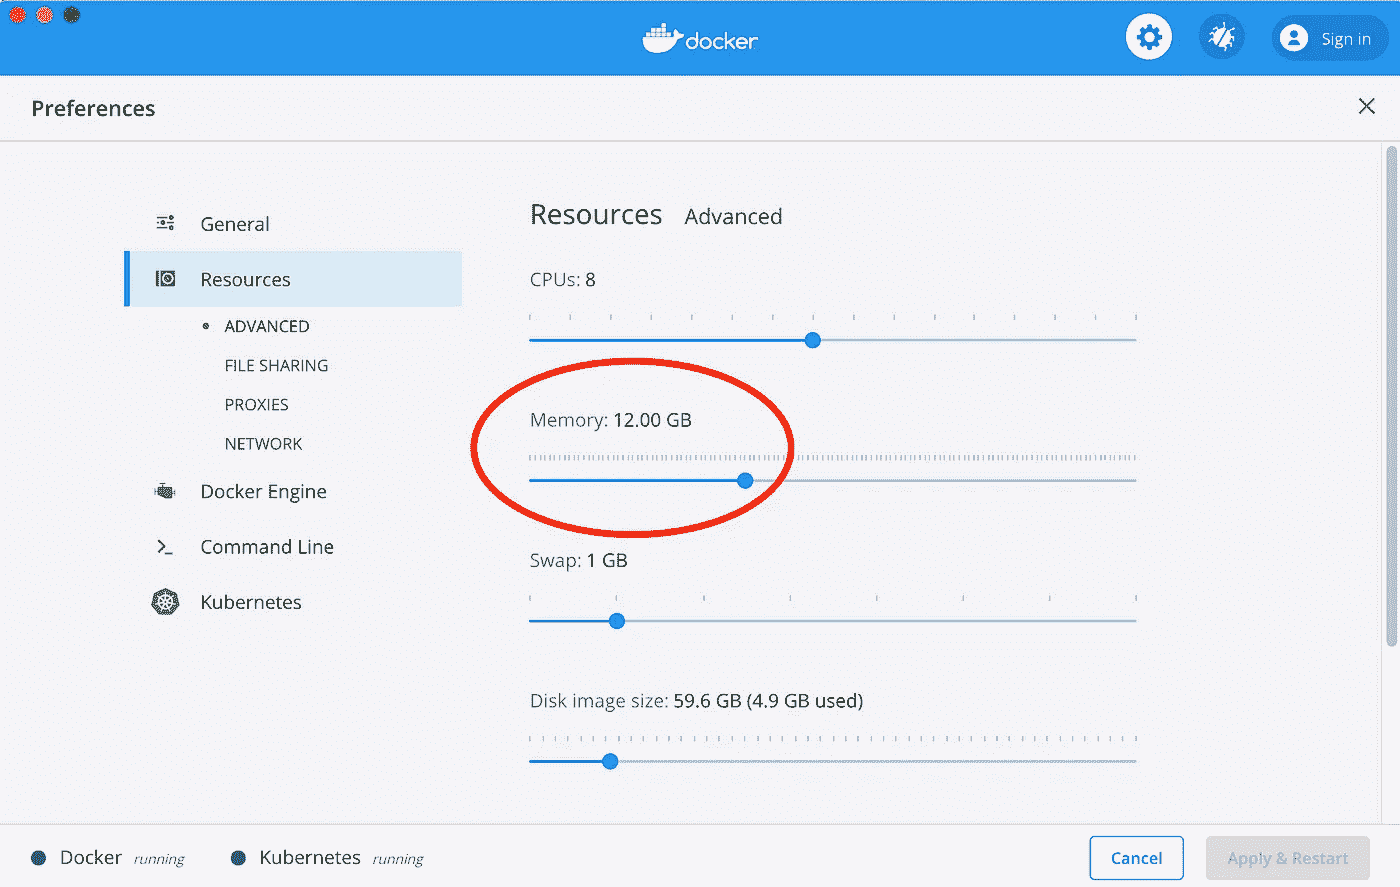 docker
Sign in
Preferences
General
Resources
ADVANCED
FILE SHARING
PROXIES
NETWORK
Docker Engine
Command Line
Kubernetes
Resources Advanced
CPUs: 8
Memory: 12.00 GB
Swap: 1 GB
Disk image size: 59.6 GB (4.9 GB used)
Docker running
Kubernetes running
Cancel
Apply & Restart